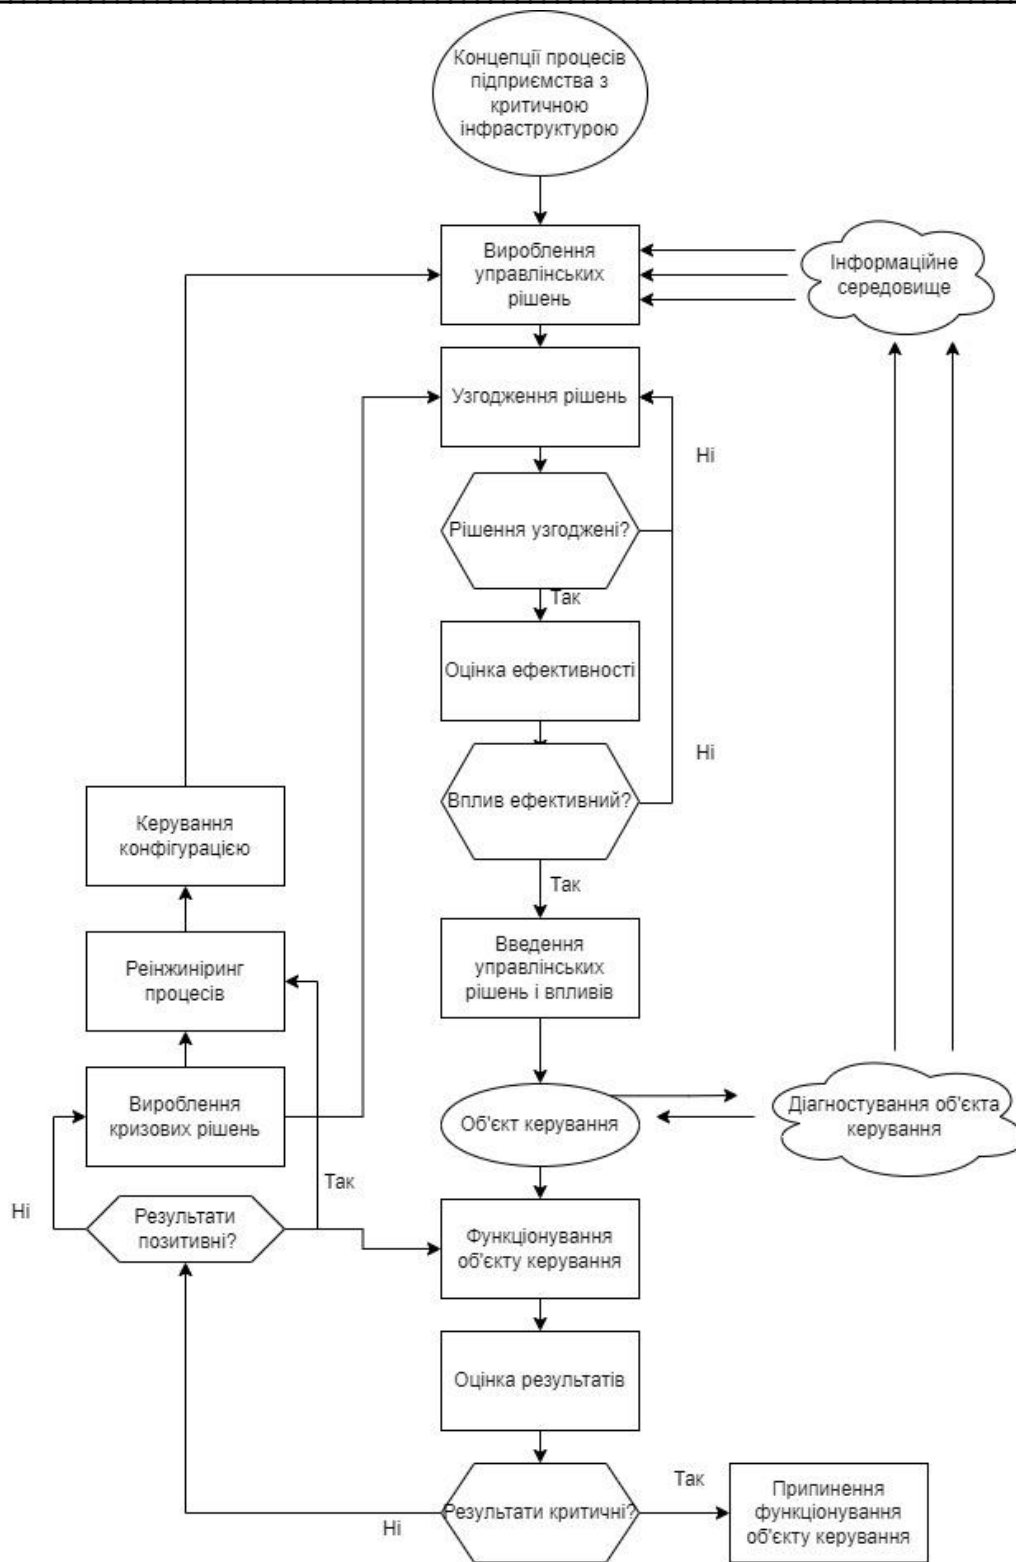 Концепції процесів
підприємства з
критичною
інфраструктурою
Вироблення
управлінських
рішень
Інформаційне
середовище
Узгодження рішень
Ні
Рішення узгоджені?
Так
Оцінка ефективності
Ні
Вплив ефективний?
Керування
конфігурацією
Так
Введення
управлінських
рішень і впливів
Реінжиніринг
процесів
Вироблення
кризових рішень
Об'єкт керування
Діагностування об'єкта
керування
Так
Ні
Результати
позитивні?
Функціонування
об'єкту керування
Оцінка результатів
Результати критичні?
Так
Ні
Припинення
функціонування
об'єкту керування